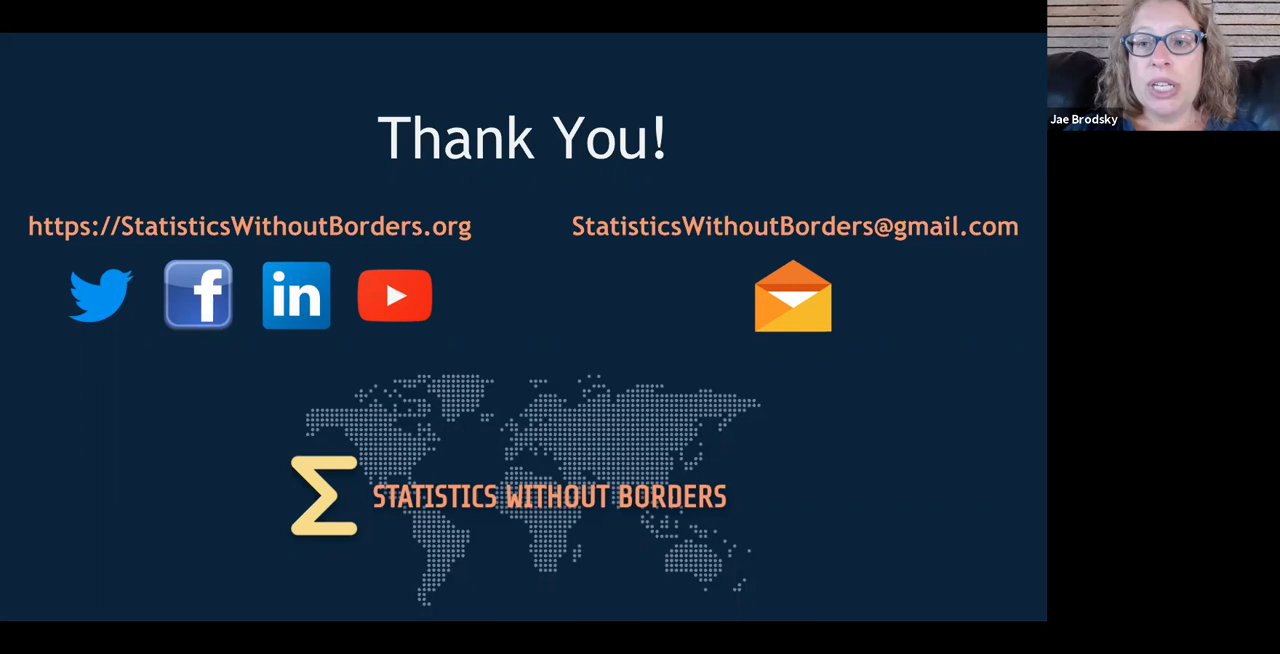 Thank You!
https://StatisticsWithoutBorders.org
StatisticsWithoutBorders@gmail.com
f
in
Σ
STATISTICS WITHOUT BORDERS
Jae Brodsky